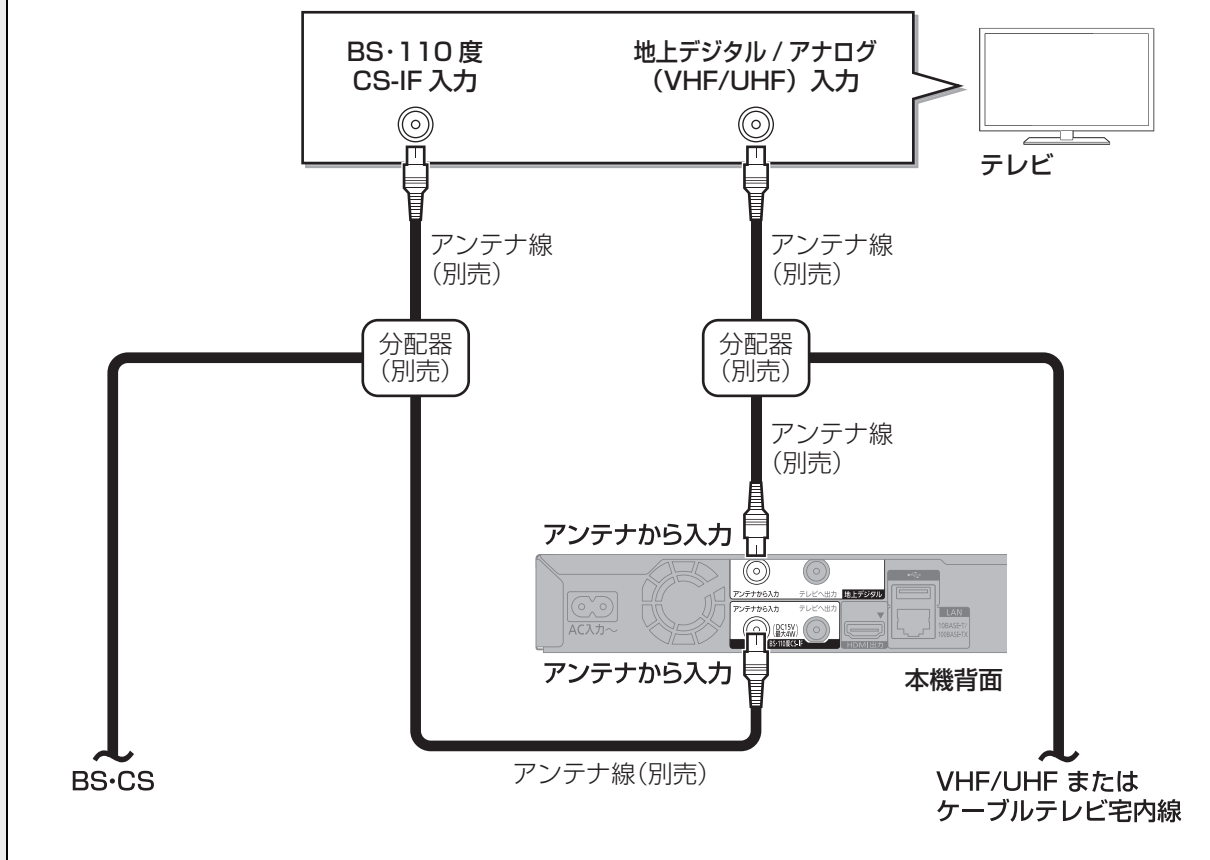 BS・110度
CS-IF 入力
地上デジタル / アナログ
(VHF/UHF) 入力
テレビ
アンテナ線
(別売)
アンテナ線
(別売)
分配器
(別売)
分配器
(別売)
アンテナ線
(別売)
アンテナから入力
アンテナから入力
テレビへ出力
地上デジタル
アンテナから入力
テレビへ出力
DC15V
最大4W
BS・110度CS-IF
AC入力～
HDMI出力
LAN
10BASE-T/
100BASE-TX
アンテナから入力
本機背面
アンテナ線(別売)
BS・CS
VHF/UHF または
ケーブルテレビ宅内線